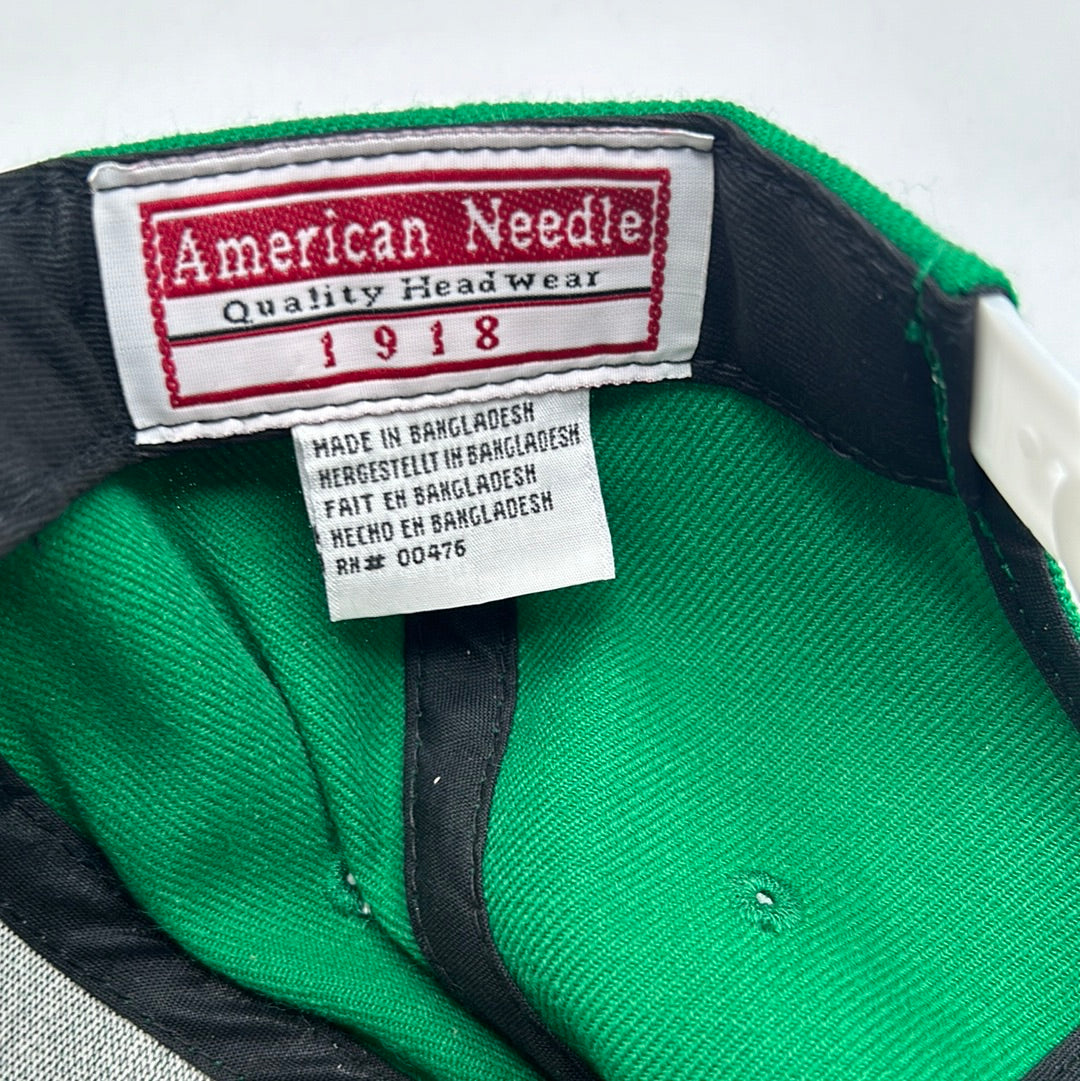 American Needle
Quality HeadWear
1918
MADE IN BANGLADESH
HERGESTELLT IN BANGLADESH
FAIT EN BANGLADESH
HECHO EN BANGLADESH
RN# 00476